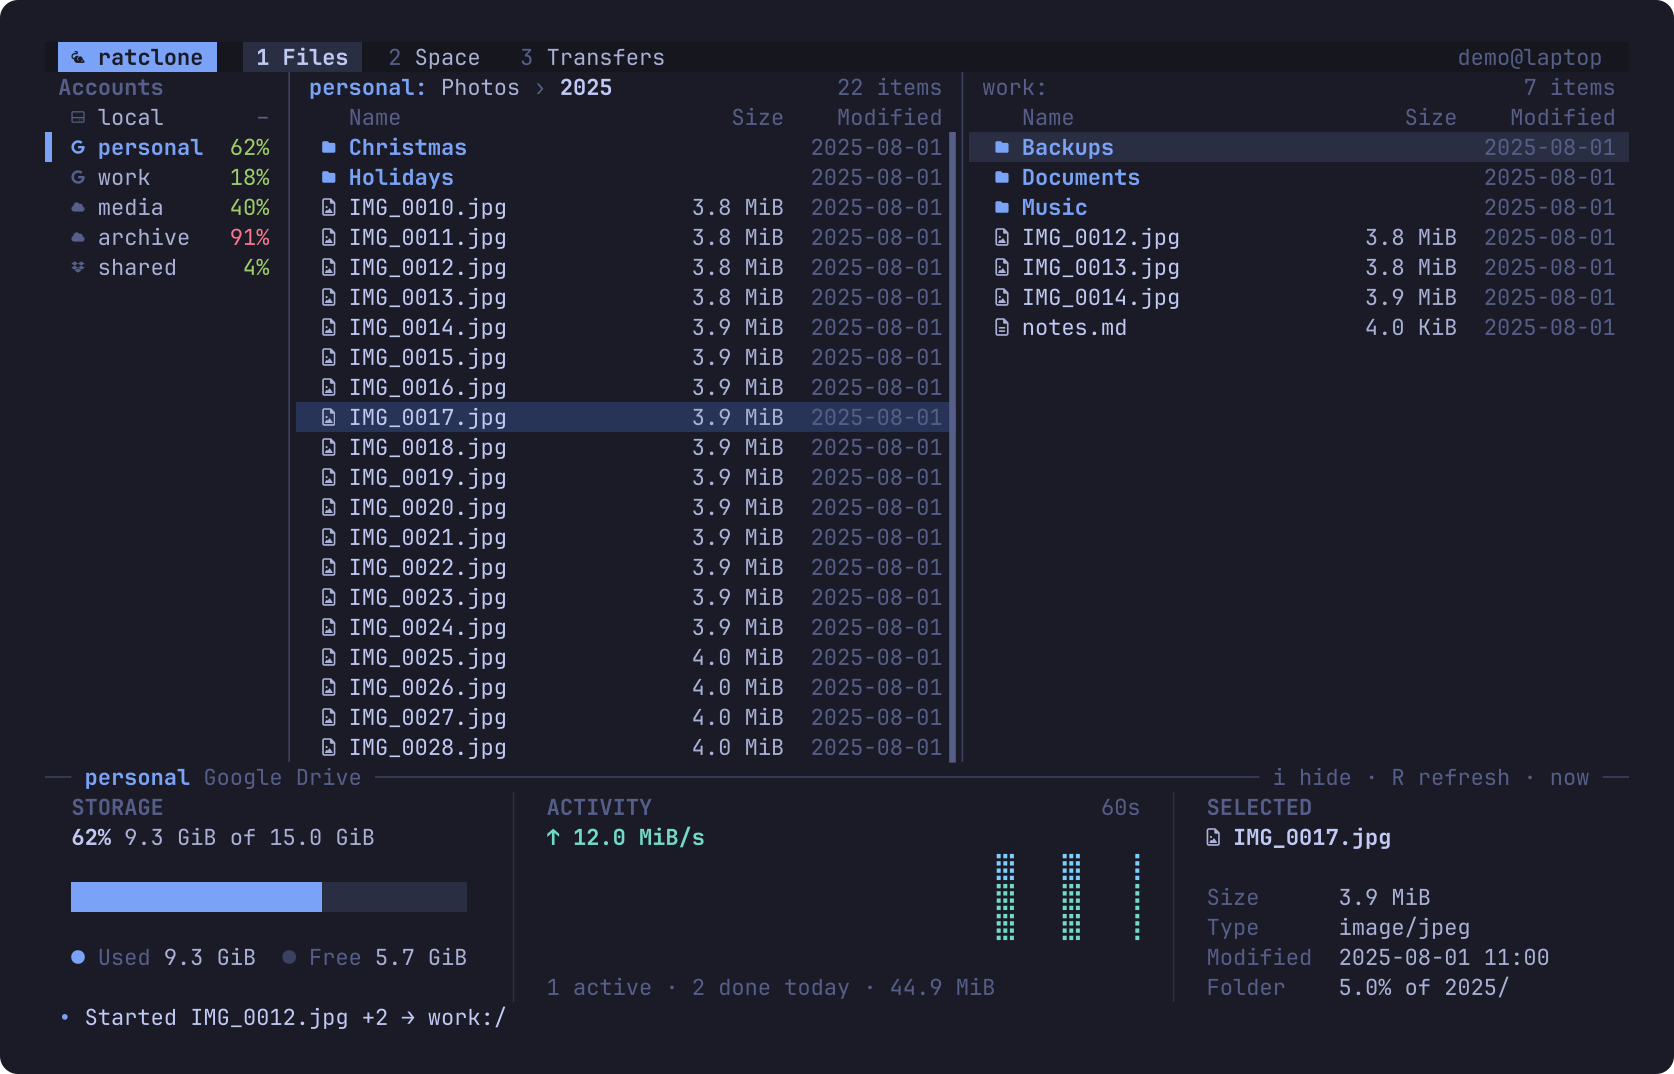 ratclone 1 Files 2 Space 3 Transfers demo@laptop
Accounts
local –
personal 62%
work 18%
media 40%
archive 91%
shared 4%
personal: Photos › 2025 22 items
Name Size Modified
Christmas 2025-08-01
Holidays 2025-08-01
IMG_0010.jpg 3.8 MiB 2025-08-01
IMG_0011.jpg 3.8 MiB 2025-08-01
IMG_0012.jpg 3.8 MiB 2025-08-01
IMG_0013.jpg 3.8 MiB 2025-08-01
IMG_0014.jpg 3.9 MiB 2025-08-01
IMG_0015.jpg 3.9 MiB 2025-08-01
IMG_0016.jpg 3.9 MiB 2025-08-01
IMG_0017.jpg 3.9 MiB 2025-08-01
IMG_0018.jpg 3.9 MiB 2025-08-01
IMG_0019.jpg 3.9 MiB 2025-08-01
IMG_0020.jpg 3.9 MiB 2025-08-01
IMG_0021.jpg 3.9 MiB 2025-08-01
IMG_0022.jpg 3.9 MiB 2025-08-01
IMG_0023.jpg 3.9 MiB 2025-08-01
IMG_0024.jpg 3.9 MiB 2025-08-01
IMG_0025.jpg 4.0 MiB 2025-08-01
IMG_0026.jpg 4.0 MiB 2025-08-01
IMG_0027.jpg 4.0 MiB 2025-08-01
IMG_0028.jpg 4.0 MiB 2025-08-01
work: 7 items
Name Size Modified
Backups 2025-08-01
Documents 2025-08-01
Music 2025-08-01
IMG_0012.jpg 3.8 MiB 2025-08-01
IMG_0013.jpg 3.8 MiB 2025-08-01
IMG_0014.jpg 3.9 MiB 2025-08-01
notes.md 4.0 KiB 2025-08-01
personal Google Drive i hide · R refresh · now
STORAGE
62% 9.3 GiB of 15.0 GiB
Used 9.3 GiB Free 5.7 GiB
ACTIVITY 60s
↑ 12.0 MiB/s
1 active · 2 done today · 44.9 MiB
SELECTED
IMG_0017.jpg
Size 3.9 MiB
Type image/jpeg
Modified 2025-08-01 11:00
Folder 5.0% of 2025/
• Started IMG_0012.jpg +2 → work:/